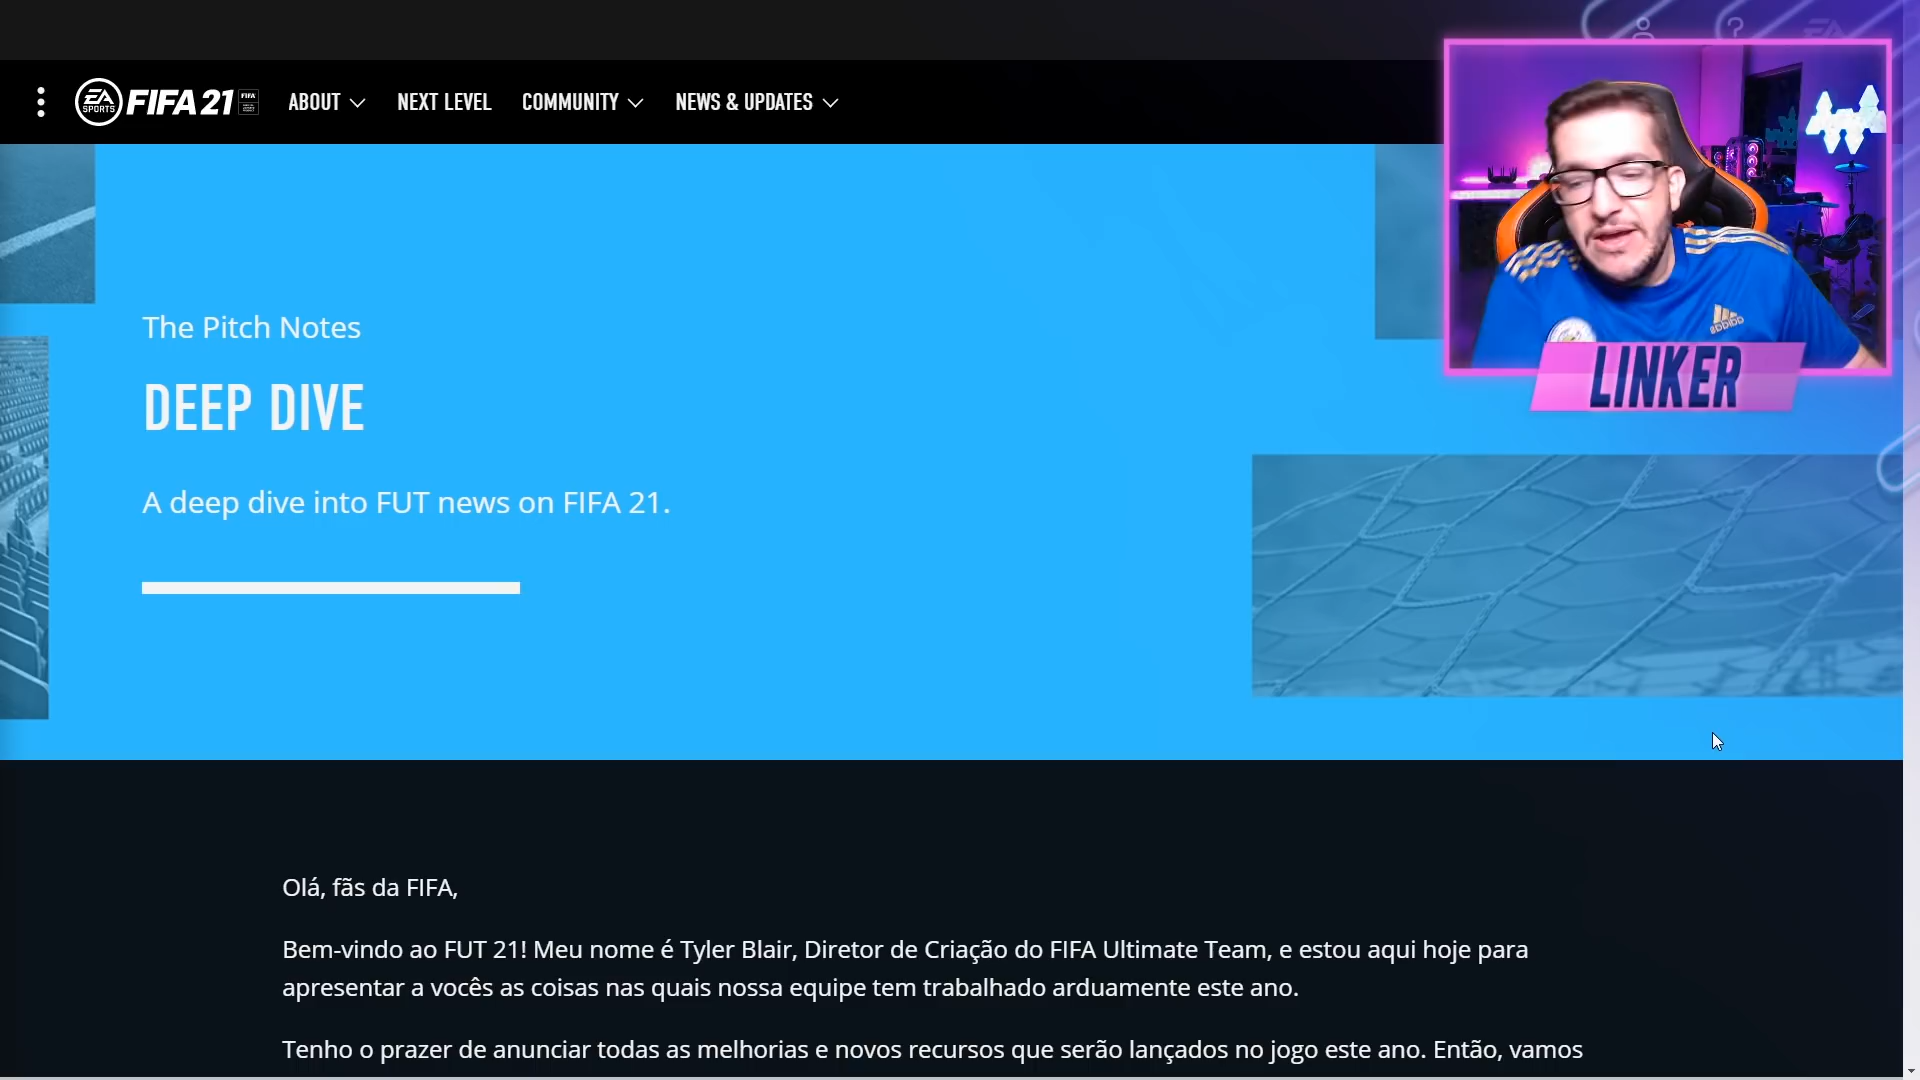 EA SPORTS FIFA 21 FIFA
ABOUT NEXT LEVEL COMMUNITY NEWS & UPDATES
adidas
LINKER
The Pitch Notes
DEEP DIVE
A deep dive into FUT news on FIFA 21.
Olá, fãs da FIFA,
Bem-vindo ao FUT 21! Meu nome é Tyler Blair, Diretor de Criação do FIFA Ultimate Team, e estou aqui hoje para
apresentar a vocês as coisas nas quais nossa equipe tem trabalhado arduamente este ano.
Tenho o prazer de anunciar todas as melhorias e novos recursos que serão lançados no jogo este ano. Então, vamos